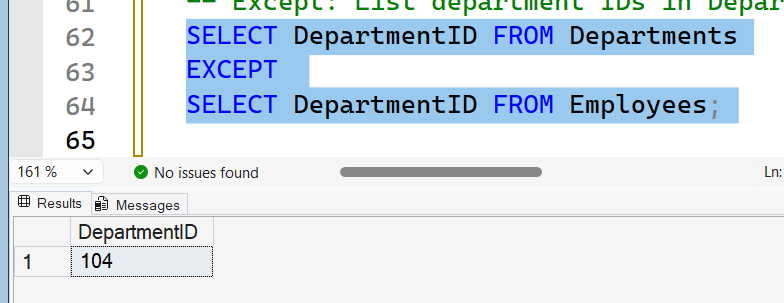 61 -- Except: List department IDs in Depar
62 SELECT DepartmentID FROM Departments
63 EXCEPT
64 SELECT DepartmentID FROM Employees;
65
161 % No issues found Ln:
Results Messages
DepartmentID
1 104